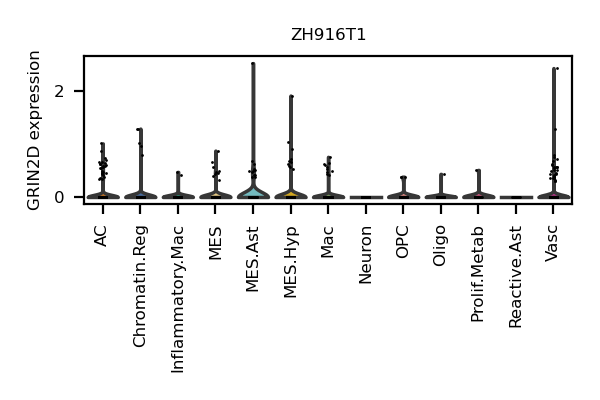 ZH916T1
GRIN2D expression
2
0
AC
Chromatin.Reg
Inflammatory.Mac
MES
MES.Ast
MES.Hyp
Mac
Neuron
OPC
Oligo
Prolif.Metab
Reactive.Ast
Vasc